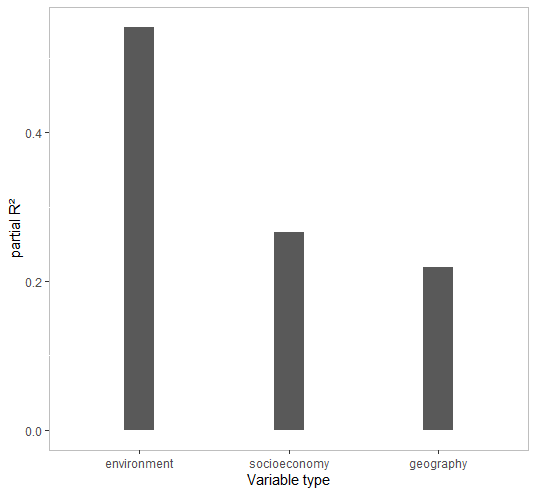 partial R²
0.4
0.2
0.0
environment socioeconomy geography
Variable type